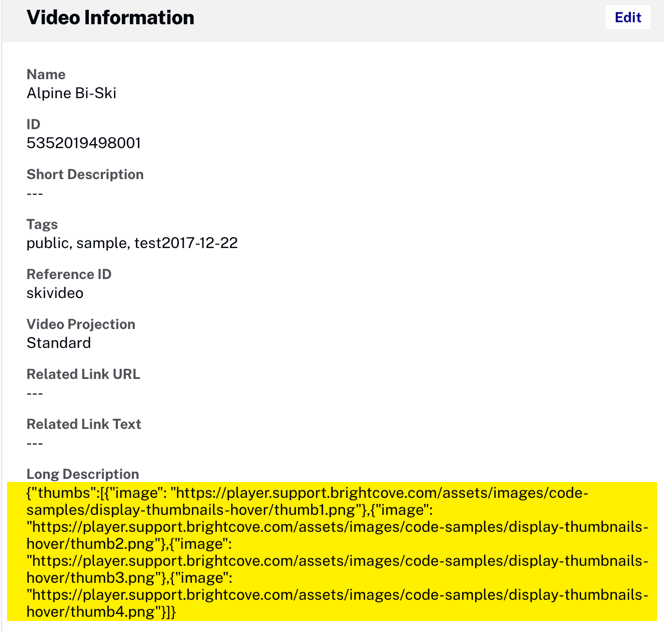 Video Information
Edit
Name
Alpine Bi-Ski
ID
5352019498001
Short Description
---
Tags
public, sample, test2017-12-22
Reference ID
skivideo
Video Projection
Standard
Related Link URL
---
Related Link Text
---
Long Description
{"thumbs":[{"image": "https://player.support.brightcove.com/assets/images/code-
samples/display-thumbnails-hover/thumb1.png"},{"image":
"https://player.support.brightcove.com/assets/images/code-samples/display-thumbnails-
hover/thumb2.png"},{"image":
"https://player.support.brightcove.com/assets/images/code-samples/display-thumbnails-
hover/thumb3.png"},{"image":
"https://player.support.brightcove.com/assets/images/code-samples/display-thumbnails-
hover/thumb4.png"}]}